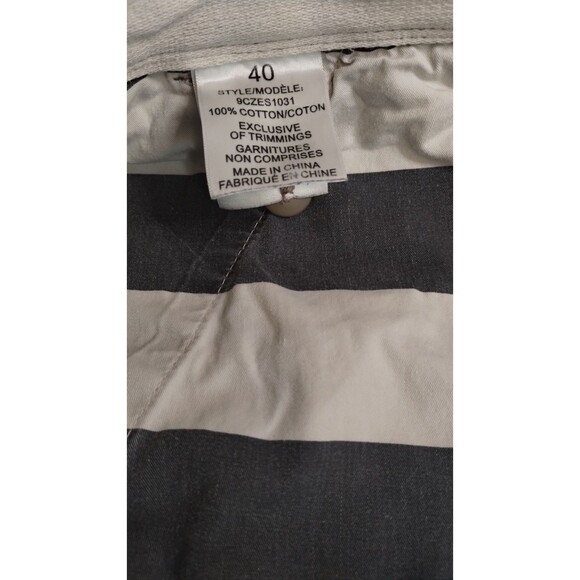 40
STYLE/MODÈLE:
9CZES1031
100% COTTON/COTON
EXCLUSIVE
OF TRIMMINGS
GARNITURES
NON COMPRISES
MADE IN CHINA
FABRIQUÉ EN CHINE